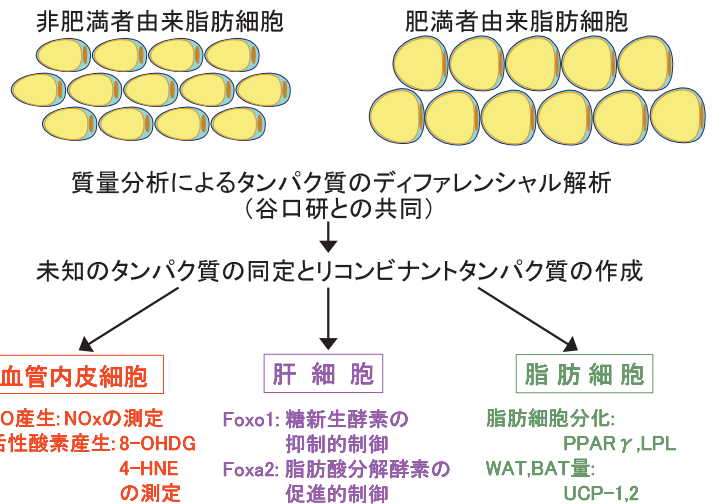 非肥満者由来脂肪細胞
肥満者由来脂肪細胞
質量分析によるタンパク質のディファレンシャル解析
(谷口研との共同)
未知のタンパク質の同定とリコンビナントタンパク質の作成
血管内皮細胞
O産生:NOxの測定
性酸素産生:8-OHDG
4-HNE
の測定
肝細胞
Foxo1:糖新生酵素の
抑制的制御
Foxa2:脂肪酸分解酵素の
促進的制御
脂肪細胞
脂肪細胞分化:
PPARγ,LPL
WAT,BAT量:
UCP-1,2